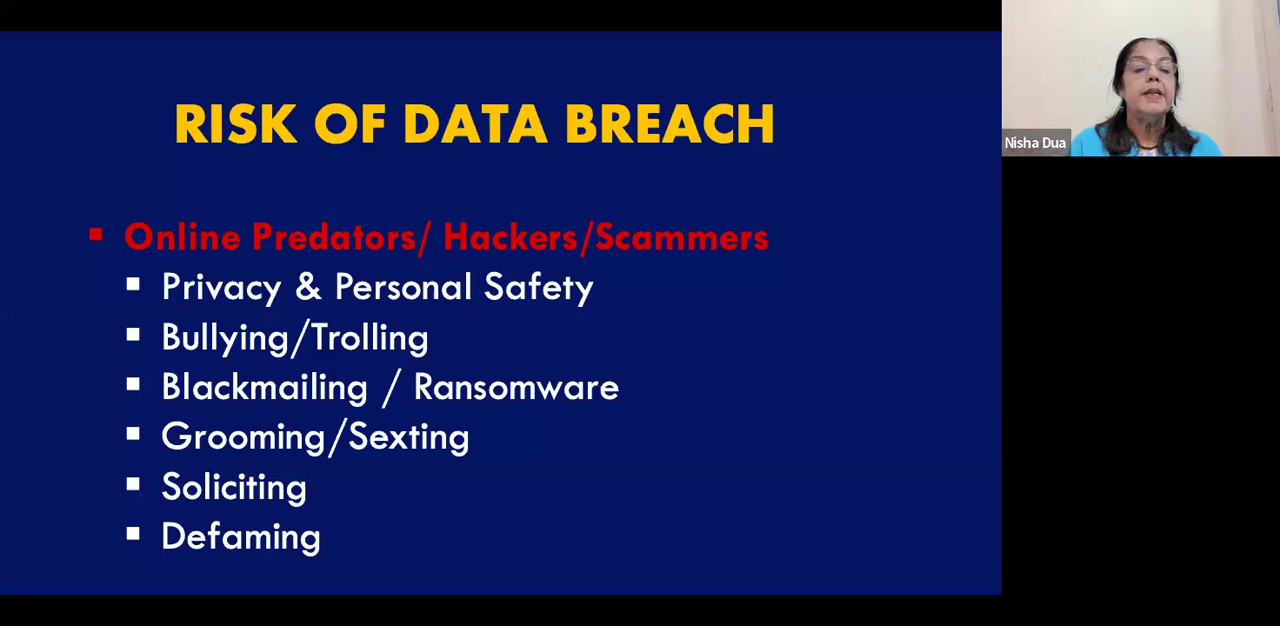 RISK OF DATA BREACH
Online Predators/ Hackers/Scammers
Privacy & Personal Safety
Bullying/Trolling
Blackmailing / Ransomware
Grooming/Sexting
Soliciting
Defaming
Nisha Dua